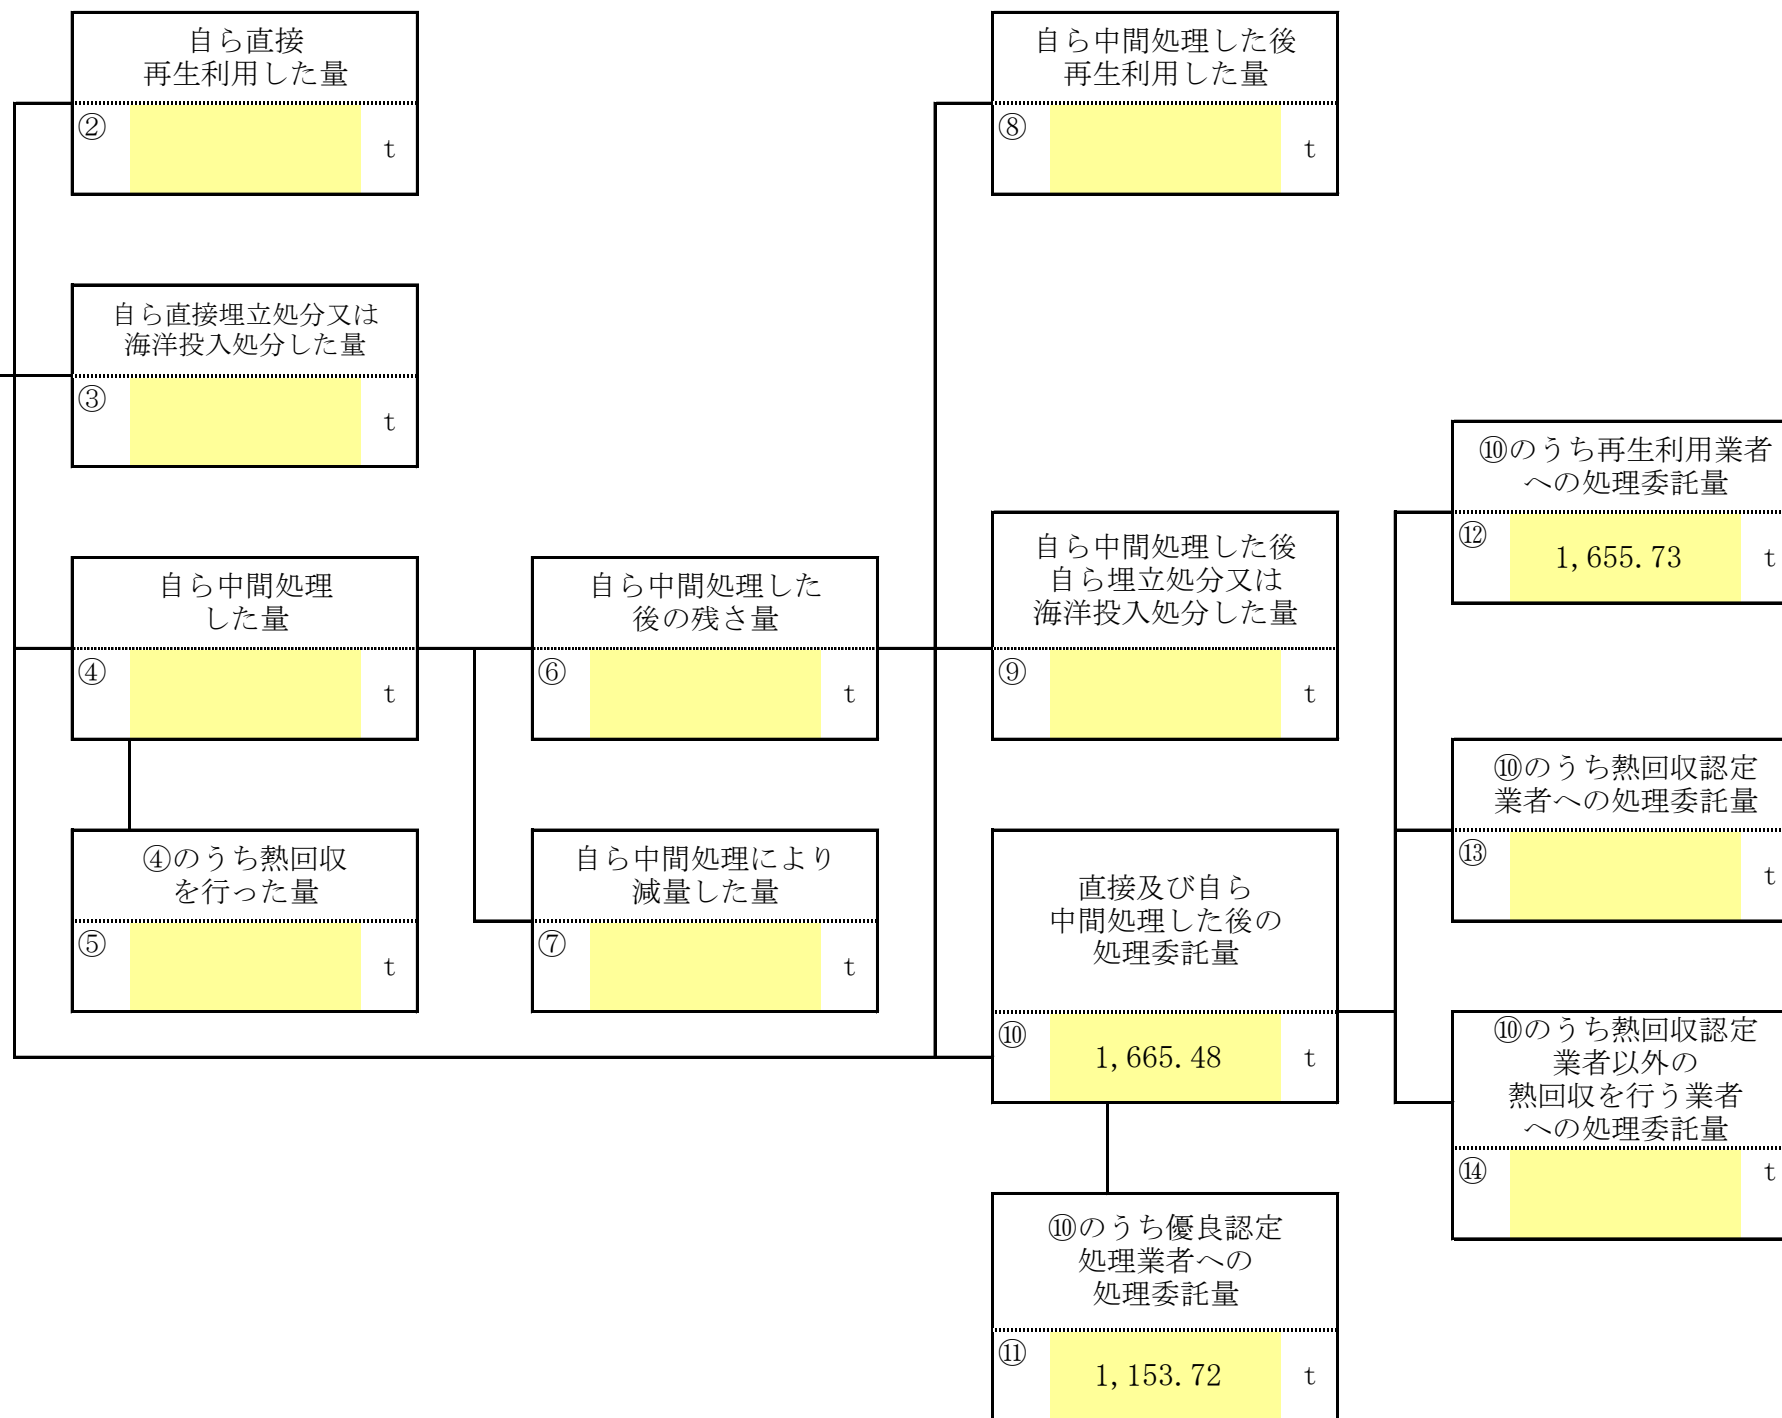 自ら直接
再生利用した量
②
t
自ら中間処理した後
再生利用した量
⑧
t
自ら直接埋立処分又は
海洋投入処分した量
③
t
⑩のうち再生利用業者
への処理委託量
⑫
1,655.73
t
自ら中間処理
した量
④
t
自ら中間処理した
後の残さ量
⑥
t
自ら中間処理した後
自ら埋立処分又は
海洋投入処分した量
⑨
t
⑩のうち熱回収認定
業者への処理委託量
⑬
t
④のうち熱回収
を行った量
⑤
t
自ら中間処理により
減量した量
⑦
t
直接及び自ら
中間処理した後の
処理委託量
⑩
1,665.48
t
⑩のうち熱回収認定
業者以外の
熱回収を行う業者
への処理委託量
⑭
t
⑩のうち優良認定
処理業者への
処理委託量
⑪
1,153.72
t